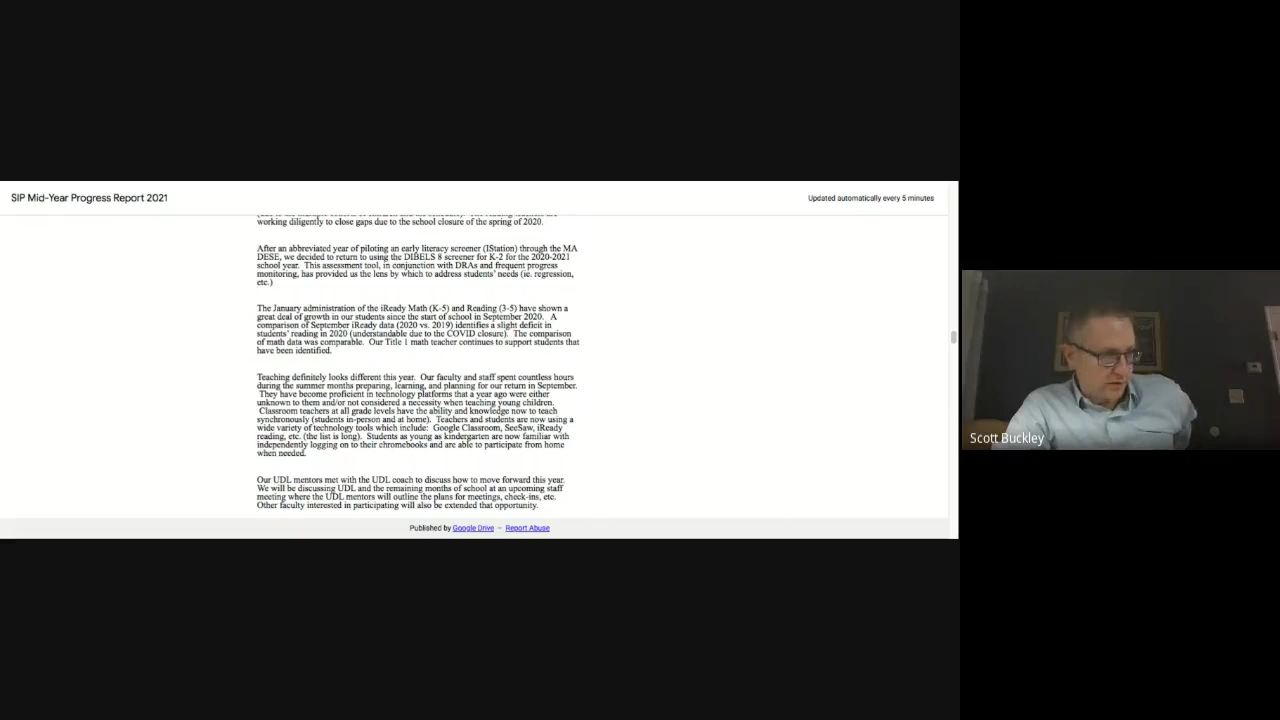 SIP Mid-Year Progress Report 2021
Updated automatically every 5 minutes
working diligently to close gaps due to the school closure of the spring of 2020.
After an abbreviated year of piloting an early literacy screener (IStation) through the MA
DESE, we decided to return to using the DIBELS 8 screener for K-2 for the 2020-2021
school year. This assessment tool, in conjunction with DRAs and frequent progress
monitoring, has provided us the lens by which to address students' needs (ie. regression,
etc.)
The January administration of the iReady Math (K-5) and Reading (3-5) have shown a
great deal of growth in our students since the start of school in September 2020. A
comparison of September iReady data (2020 vs. 2019) identifies a slight deficit in
students' reading in 2020 (understandable due to the COVID closure). The comparison
of math data was comparable. Our Title 1 math teacher continues to support students that
have been identified.
Teaching definitely looks different this year. Our faculty and staff spent countless hours
during the summer months preparing, learning, and planning for our return in September.
They have become proficient in technology platforms that a year ago were either
unknown to them and/or not considered a necessity when teaching young children.
Classroom teachers at all grade levels have the ability and knowledge now to teach
synchronously (students in-person and at home). Teachers and students are now using a
wide variety of technology tools which include: Google Classroom, SeeSaw, iReady
reading, etc. (the list is long). Students as young as kindergarten are now familiar with
independently logging on to their chromebooks and are able to participate from home
when needed.
Our UDL mentors met with the UDL coach to discuss how to move forward this year.
We will be discussing UDL and the remaining months of school at an upcoming staff
meeting where the UDL mentors will outline the plans for meetings, check-ins, etc.
Other faculty interested in participating will also be extended that opportunity.
Published by Google Drive – Report Abuse
Scott Buckley